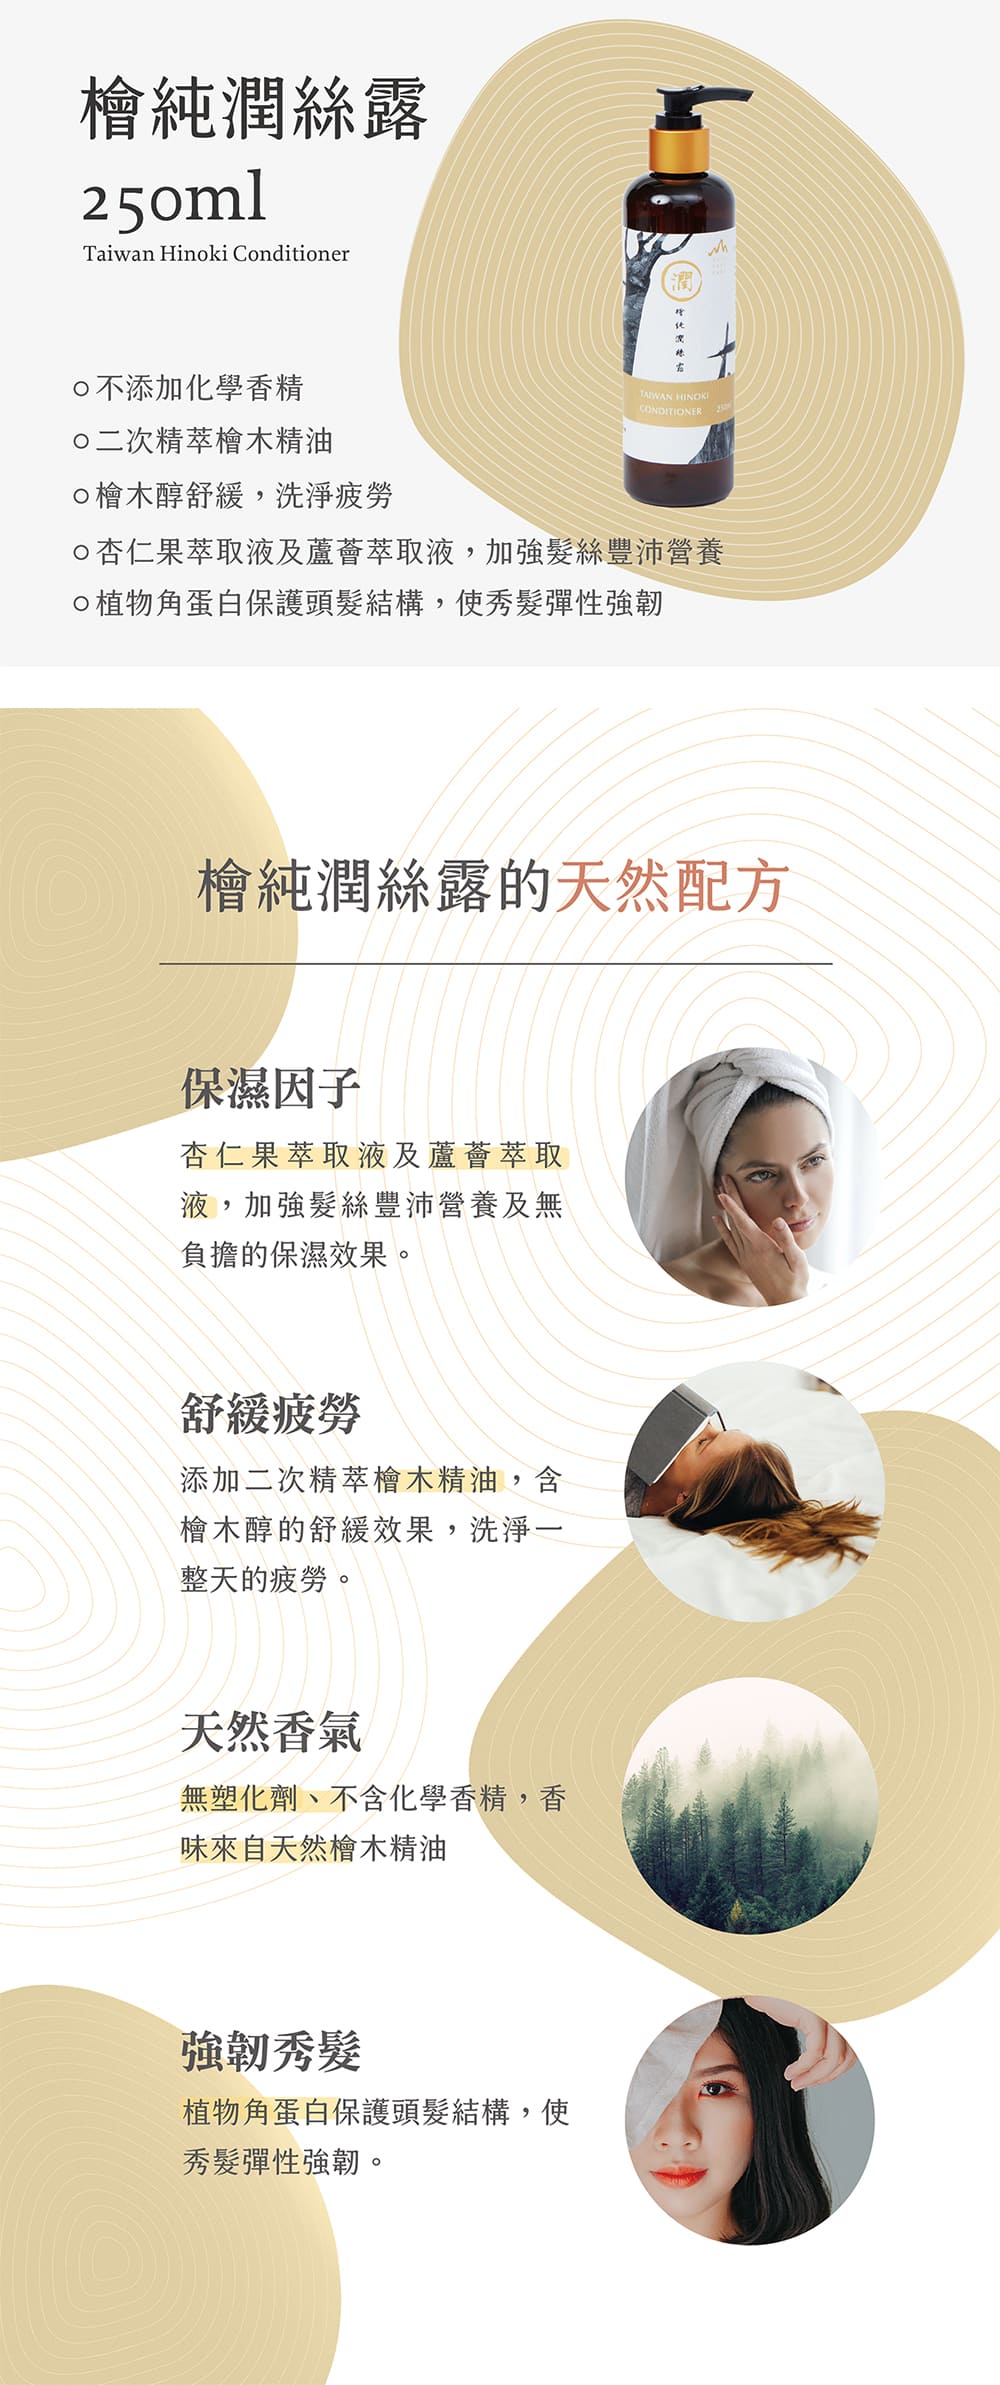 檜純潤絲露
250ml
Taiwan Hinoki Conditioner
潤
檜純潤絲露
TAIWAN HINOKI
CONDITIONER 250ml
不添加化學香精
二次精萃檜木精油
檜木醇舒緩，洗淨疲勞
杏仁果萃取液及蘆薈萃取液，加強髮絲豐沛營養
植物角蛋白保護頭髮結構，使秀髮彈性強韌
檜純潤絲露的天然配方
保濕因子
杏仁果萃取液及蘆薈萃取
液，加強髮絲豐沛營養及無
負擔的保濕效果。
舒緩疲勞
添加二次精萃檜木精油，含
檜木醇的舒緩效果，洗淨一
整天的疲勞。
天然香氣
無塑化劑、不含化學香精，香
味來自天然檜木精油
強韌秀髮
植物角蛋白保護頭髮結構，使
秀髮彈性強韌。